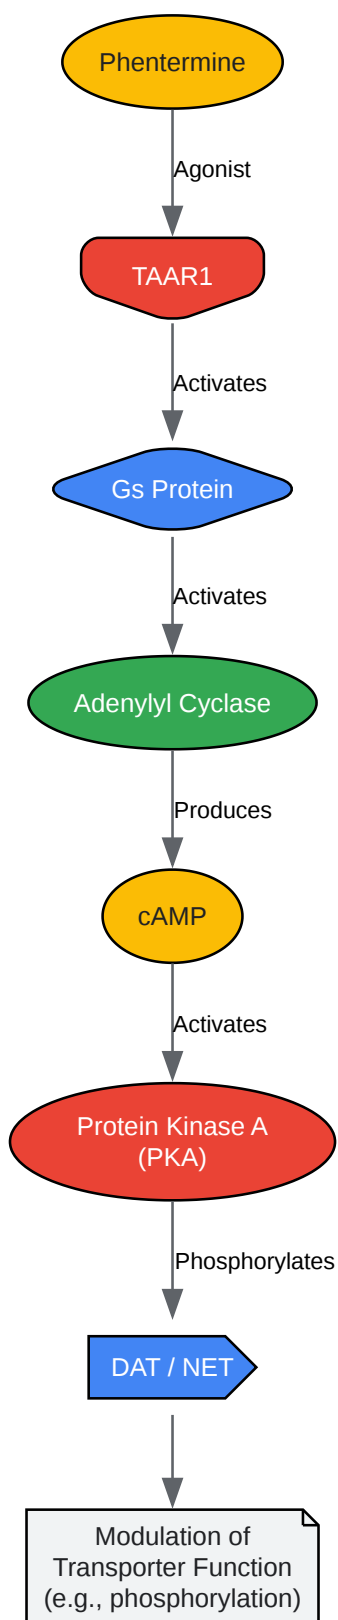 Phentermine
Agonist
TAAR1
Activates
Gs Protein
Activates
Adenylyl Cyclase
Produces
cAMP
Activates
Protein Kinase A
(PKA)
Phosphorylates
DAT / NET
Modulation of
Transporter Function
(e.g., phosphorylation)